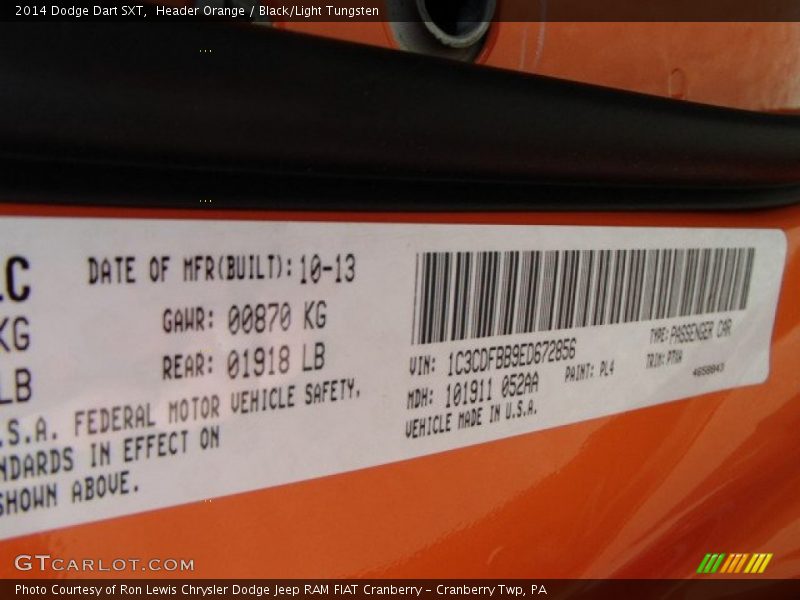 2014 Dodge Dart SXT, Header Orange / Black/Light Tungsten
LC
DATE OF MFR(BUILT): 10-13
KG GAWR: 00870 KG
LB REAR: 01918 LB
.S.A. FEDERAL MOTOR VEHICLE SAFETY,
NDARDS IN EFFECT ON
SHOWN ABOVE.
VIN: 1C3CDFBB9ED672856 TYPE: PASSENGER CAR
MDH: 101911 052AA PAINT: PL4 TRIM:
VEHICLE MADE IN U.S.A.
GTCARLOT.COM
Photo Courtesy of Ron Lewis Chrysler Dodge Jeep RAM FIAT Cranberry – Cranberry Twp, PA